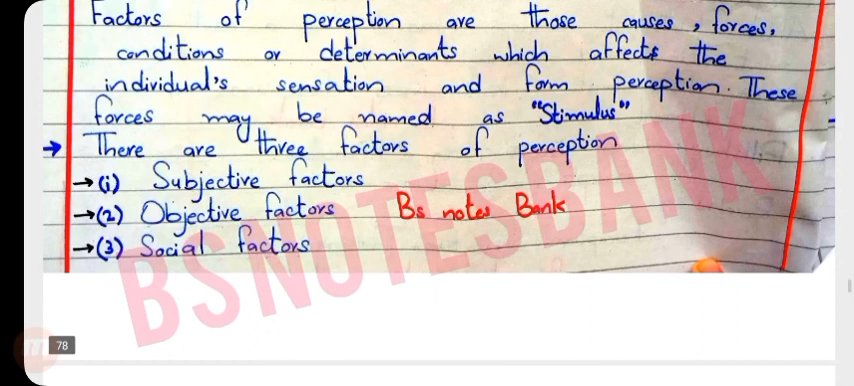 Factors of perception are those causes, forces,
conditions or determinants which affects the
individual's sensation and form perception. These
forces may be named as "Stimulus"
→ There are three factors of perception
→(i) Subjective factors
→(2) Objective factors Bs notes Bank
→(3) Social factors
BSNOTESBANK
78